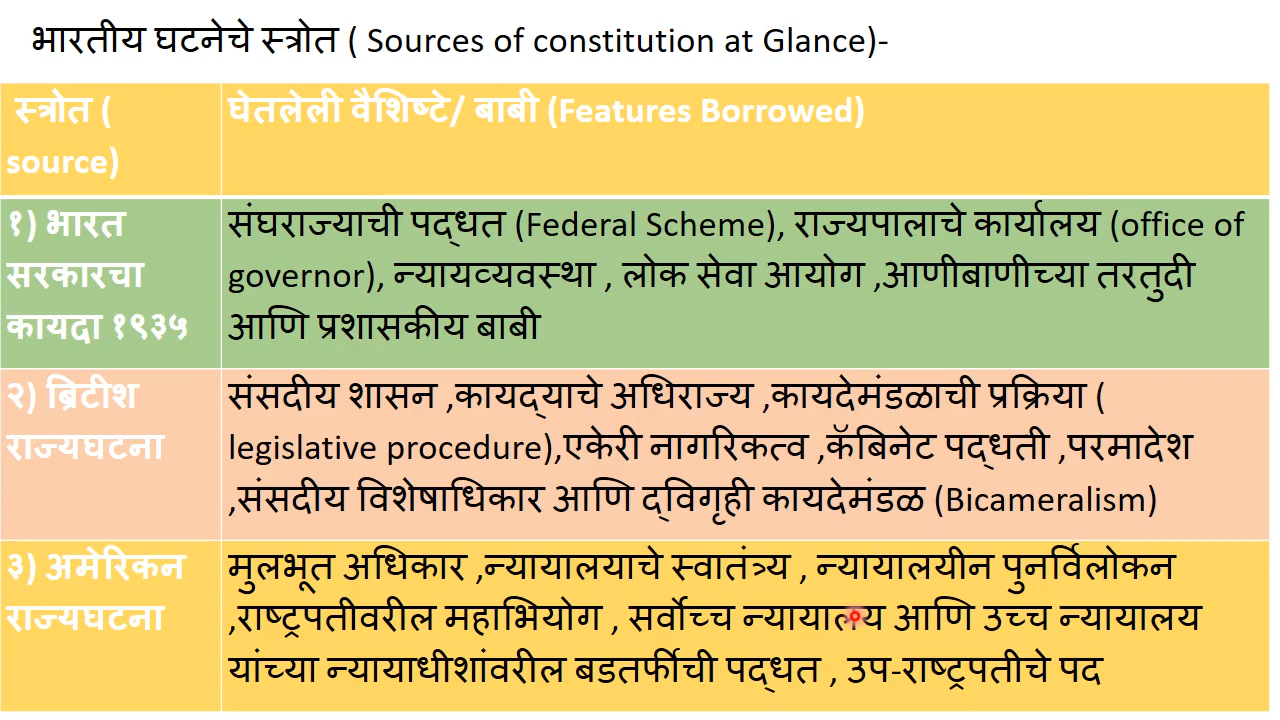 भारतीय घटनेचे स्त्रोत ( Sources of constitution at Glance)-
स्त्रोत (
source)
घेतलेली वैशिष्टे/ बाबी (Features Borrowed)
१) भारत
सरकारचा
कायदा १९३५
संघराज्याची पद्धत (Federal Scheme), राज्यपालाचे कार्यालय (office of
governor), न्यायव्यवस्था , लोक सेवा आयोग ,आणीबाणीच्या तरतुदी
आणि प्रशासकीय बाबी
२) ब्रिटीश
राज्यघटना
संसदीय शासन ,कायद्याचे अधिराज्य ,कायदेमंडळाची प्रक्रिया (
legislative procedure),एकेरी नागरिकत्व ,कॅबिनेट पद्धती ,परमादेश
,संसदीय विशेषाधिकार आणि द्विगृही कायदेमंडळ (Bicameralism)
३) अमेरिकन
राज्यघटना
मुलभूत अधिकार ,न्यायालयाचे स्वातंत्र्य , न्यायालयीन पुनर्विलोकन
,राष्ट्रपतीवरील महाभियोग , सर्वोच्च न्यायालय आणि उच्च न्यायालय
यांच्या न्यायाधीशांवरील बडतर्फीची पद्धत , उप-राष्ट्रपतीचे पद